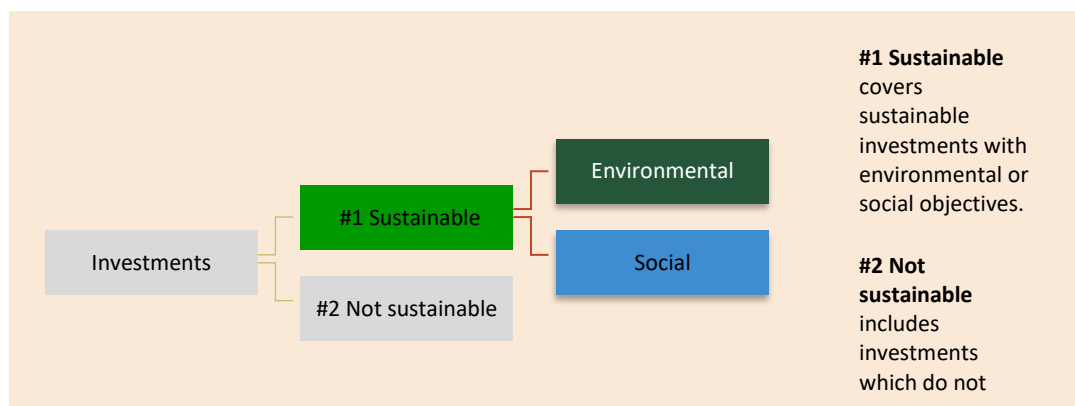 Investments
#1 Sustainable
#2 Not sustainable
Environmental
Social
#1 Sustainable
covers
sustainable
investments with
environmental or
social objectives.
#2 Not
sustainable
includes
investments
which do not